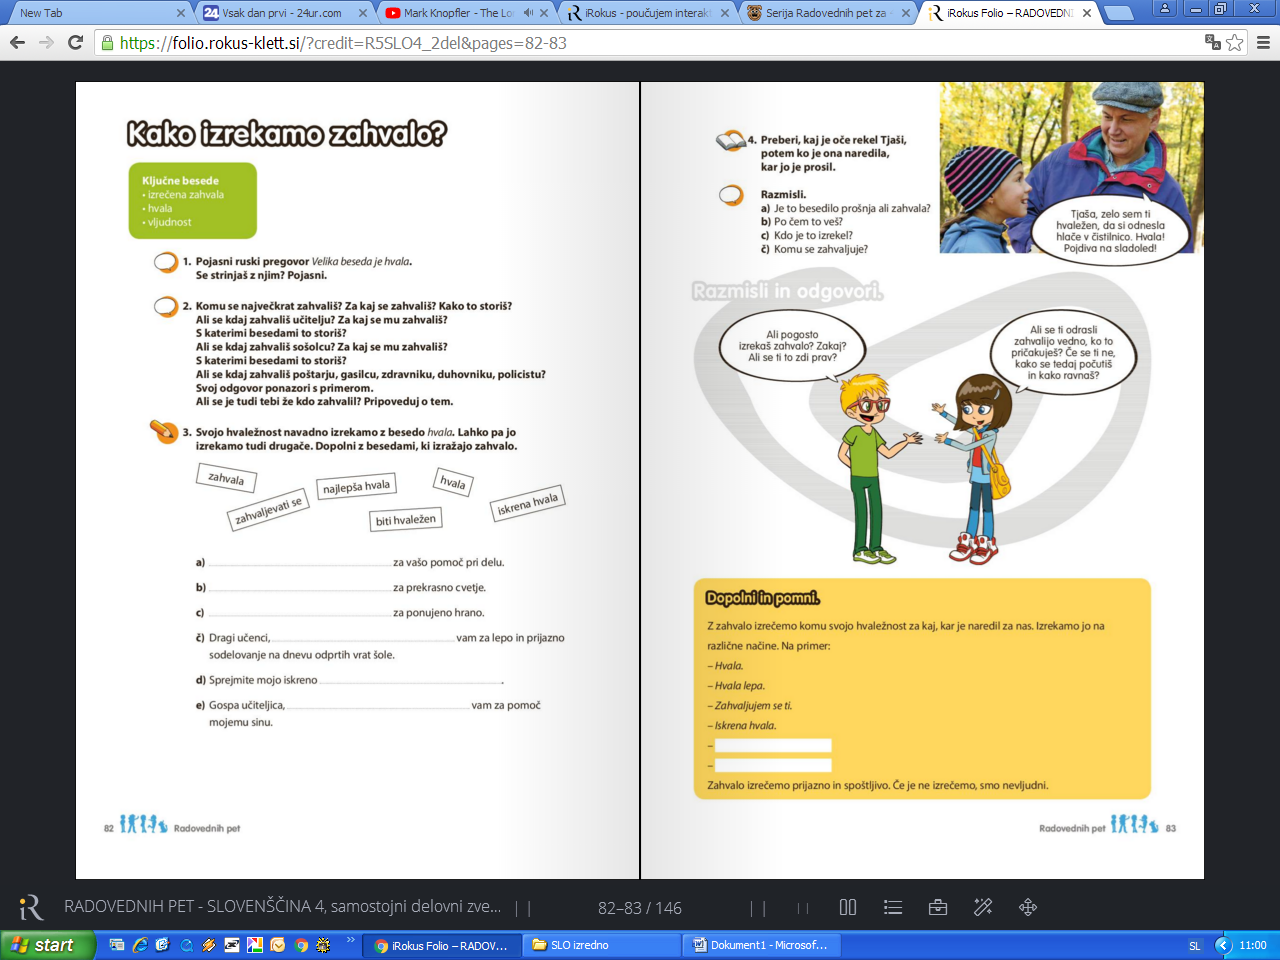 New Tab
Vsak dan prvi - 24ur.com
Mark Knopfler - The Lo
iRokus - poučujem interakt
Serija Radovednih pet za
iRokus Folio – RADOVEDNI
https://folio.rokus-klett.si/?credit=R5SLO4_2del&pages=82-83
Kako izrekamo zahvalo?
Ključne besede
• izrečena zahvala
• hvala
• vljudnost
1. Pojasni ruski pregovor Velika beseda je hvala.
Se strinjaš z njim? Pojasni.
2. Komu se največkrat zahvališ? Za kaj se zahvališ? Kako to storiš?
Ali se kdaj zahvališ učitelju? Za kaj se mu zahvališ?
S katerimi besedami to storiš?
Ali se kdaj zahvališ sošolcu? Za kaj se mu zahvališ?
S katerimi besedami to storiš?
Ali se kdaj zahvališ poštarju, gasilcu, zdravniku, duhovniku, policistu?
Svoj odgovor ponazori s primerom.
Ali se je tudi tebi že kdo zahvalil? Pripoveduj o tem.
3. Svojo hvaležnost navadno izrekamo z besedo hvala. Lahko pa jo
izrekamo tudi drugače. Dopolni z besedami, ki izražajo zahvalo.
zahvala
zahvaljevati se
najlepša hvala
biti hvaležen
hvala
iskrena hvala
a) za vašo pomoč pri delu.
b) za prekrasno cvetje.
c) za ponujeno hrano.
č) Dragi učenci, vam za lepo in prijazno
sodelovanje na dnevu odprtih vrat šole.
d) Sprejmite mojo iskreno .
e) Gospa učiteljica, vam za pomoč
mojemu sinu.
82 Radovednih pet
4. Preberi, kaj je oče rekel Tjaši,
potem ko je ona naredila,
kar jo je prosil.
Razmisli.
a) Je to besedilo prošnja ali zahvala?
b) Po čem to veš?
c) Kdo je to izrekel?
č) Komu se zahvaljuje?
Tjaša, zelo sem ti
hvaležen, da si odnesla
hlače v čistilnico. Hvala!
Pojdiva na sladoled!
Razmisli in odgovori.
Ali pogosto
izrekaš zahvalo? Zakaj?
Ali se ti to zdi prav?
Ali se ti odrasli
zahvalijo vedno, ko to
pričakuješ? Če se ti ne,
kako se tedaj počutiš
in kako ravnaš?
Dopolni in pomni.
Z zahvalo izrečemo komu svojo hvaležnost za kaj, kar je naredil za nas. Izrekamo jo na
različne načine. Na primer:
– Hvala.
– Hvala lepa.
– Zahvaljujem se ti.
– Iskrena hvala.
–
–
Zahvalo izrečemo prijazno in spoštljivo. Če je ne izrečemo, smo nevljudni.
Radovednih pet 83
RADOVEDNIH PET - SLOVENŠČINA 4, samostojni delovni zve...
82–83 / 146
start
iRokus Folio – RADOV...
SLO izredno
Dokument1 - Microsof...
SL
11:00